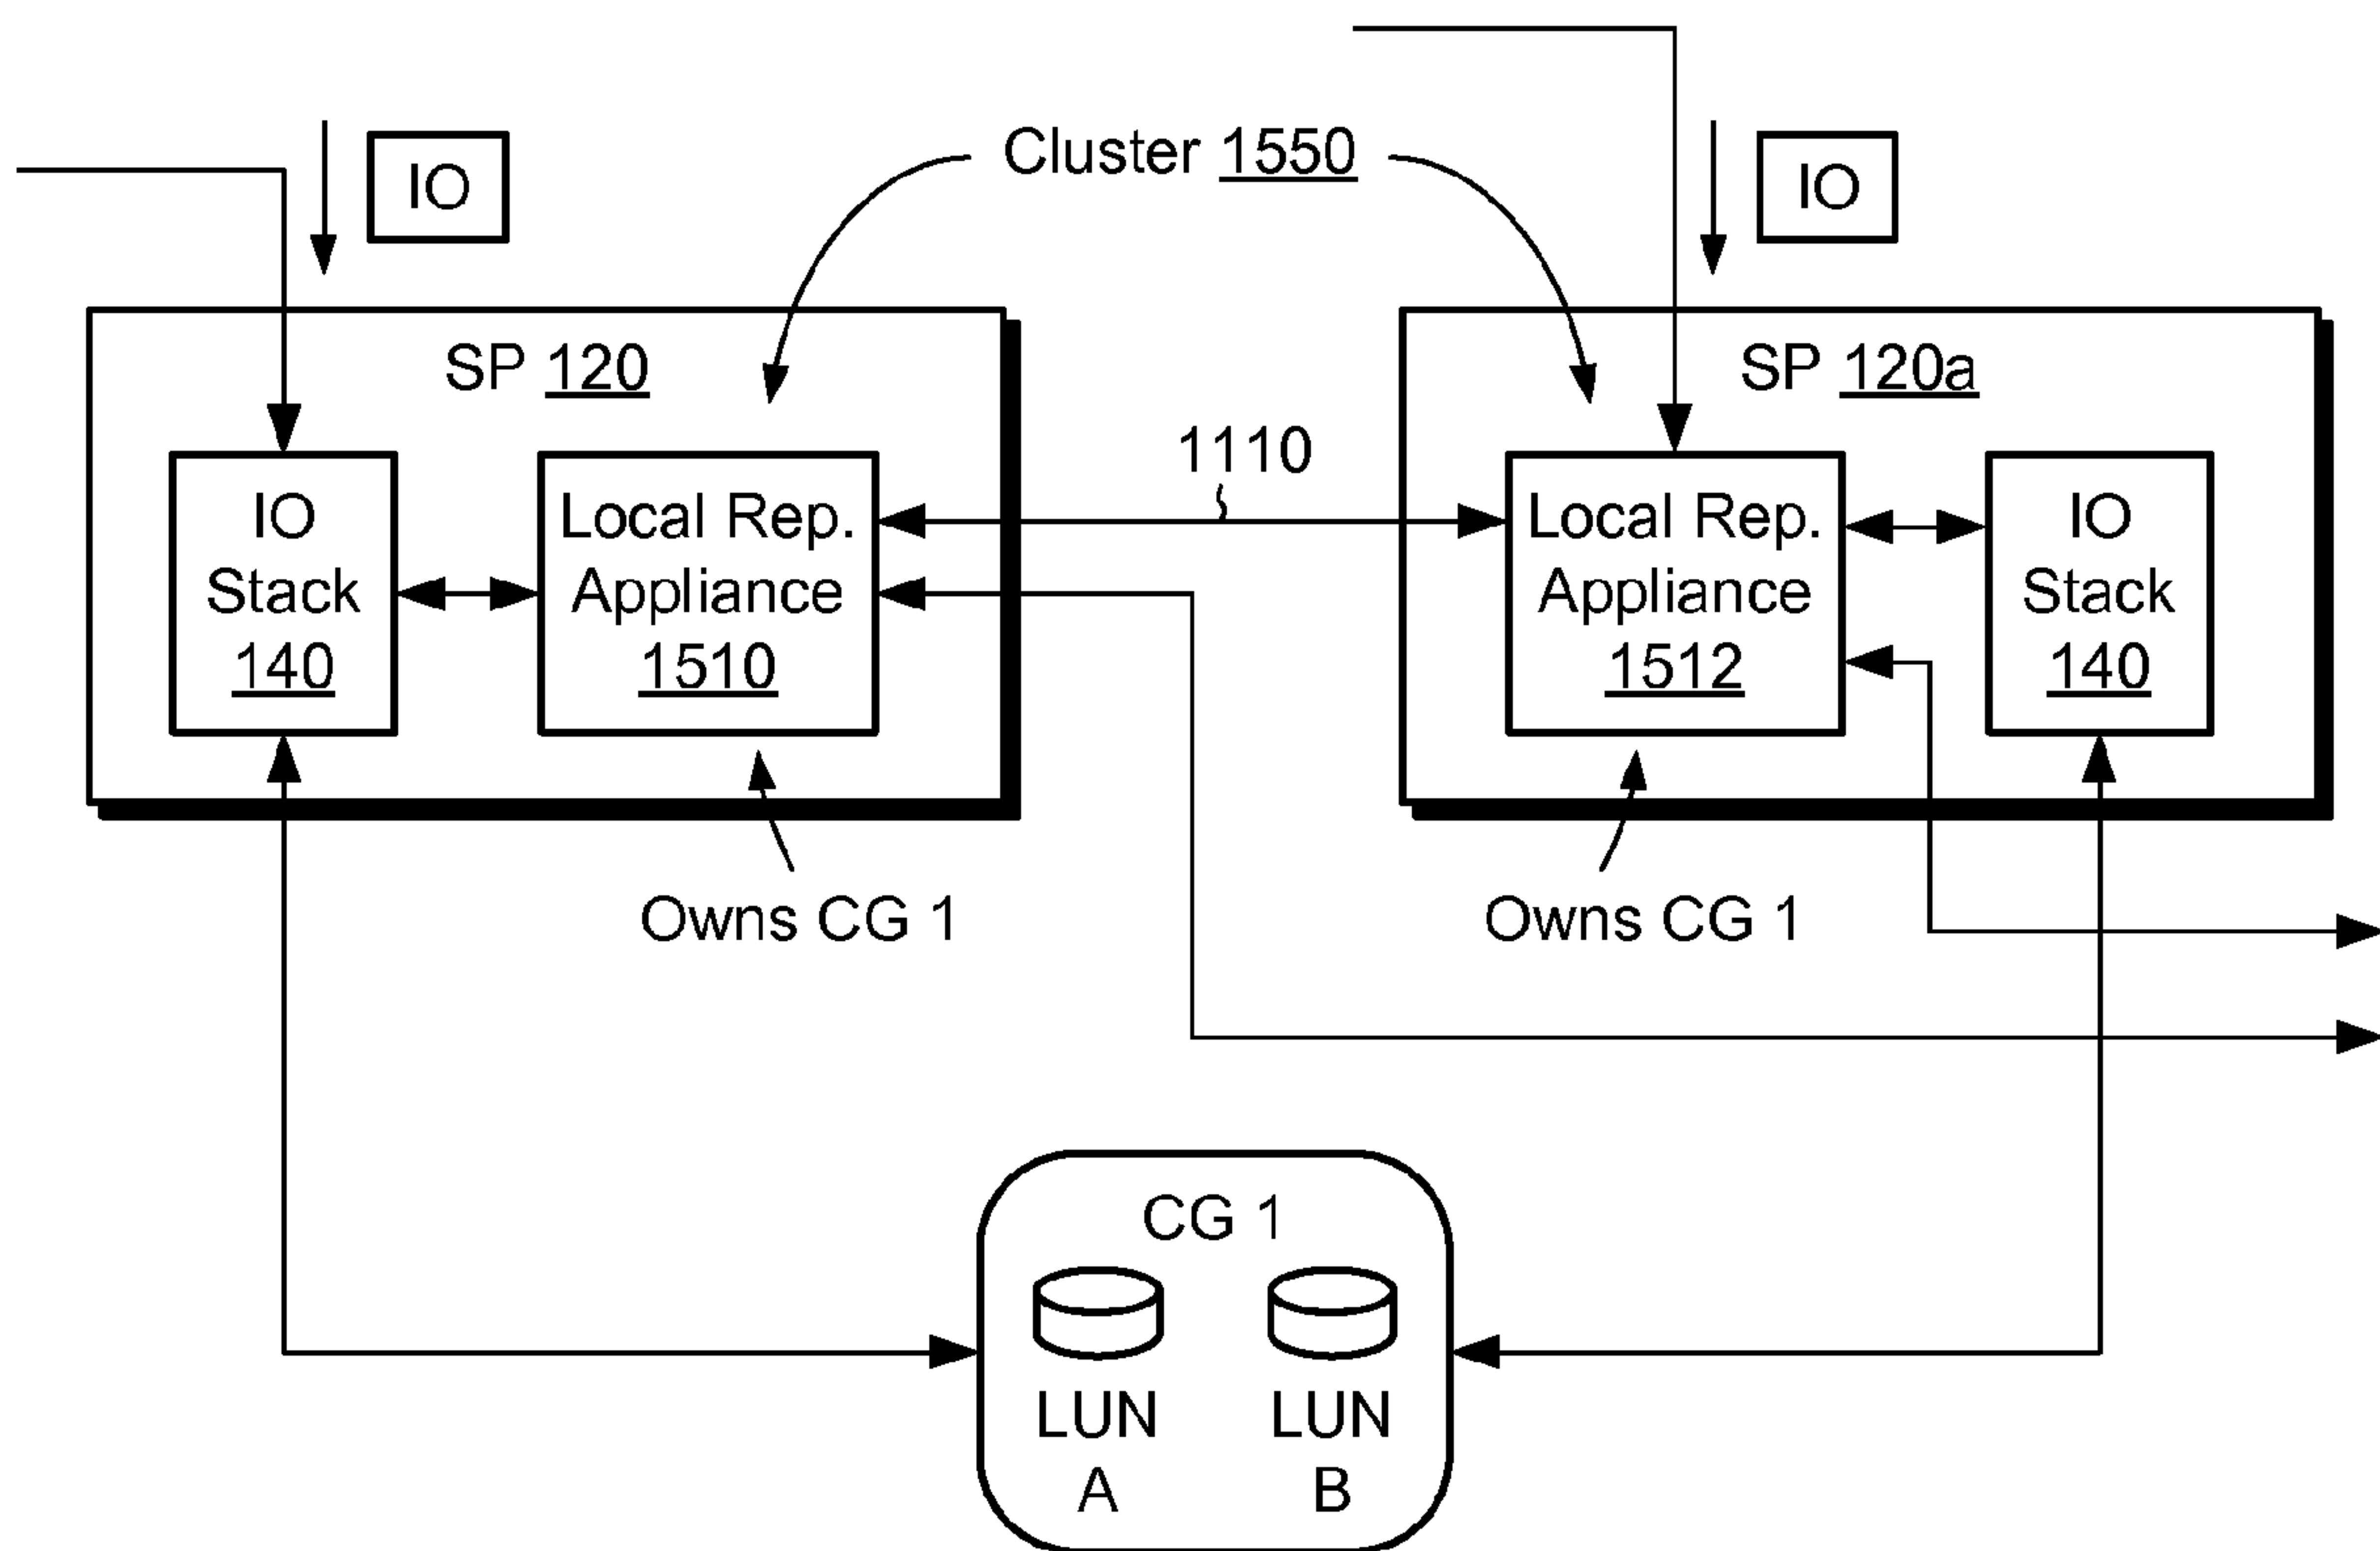 Cluster 1550
IO
IO
SP 120
SP 120a
1110
IO
Stack
140
Local Rep.
Appliance
1510
Local Rep.
Appliance
1512
IO
Stack
140
Owns CG 1
Owns CG 1
CG 1
LUN
A
LUN
B